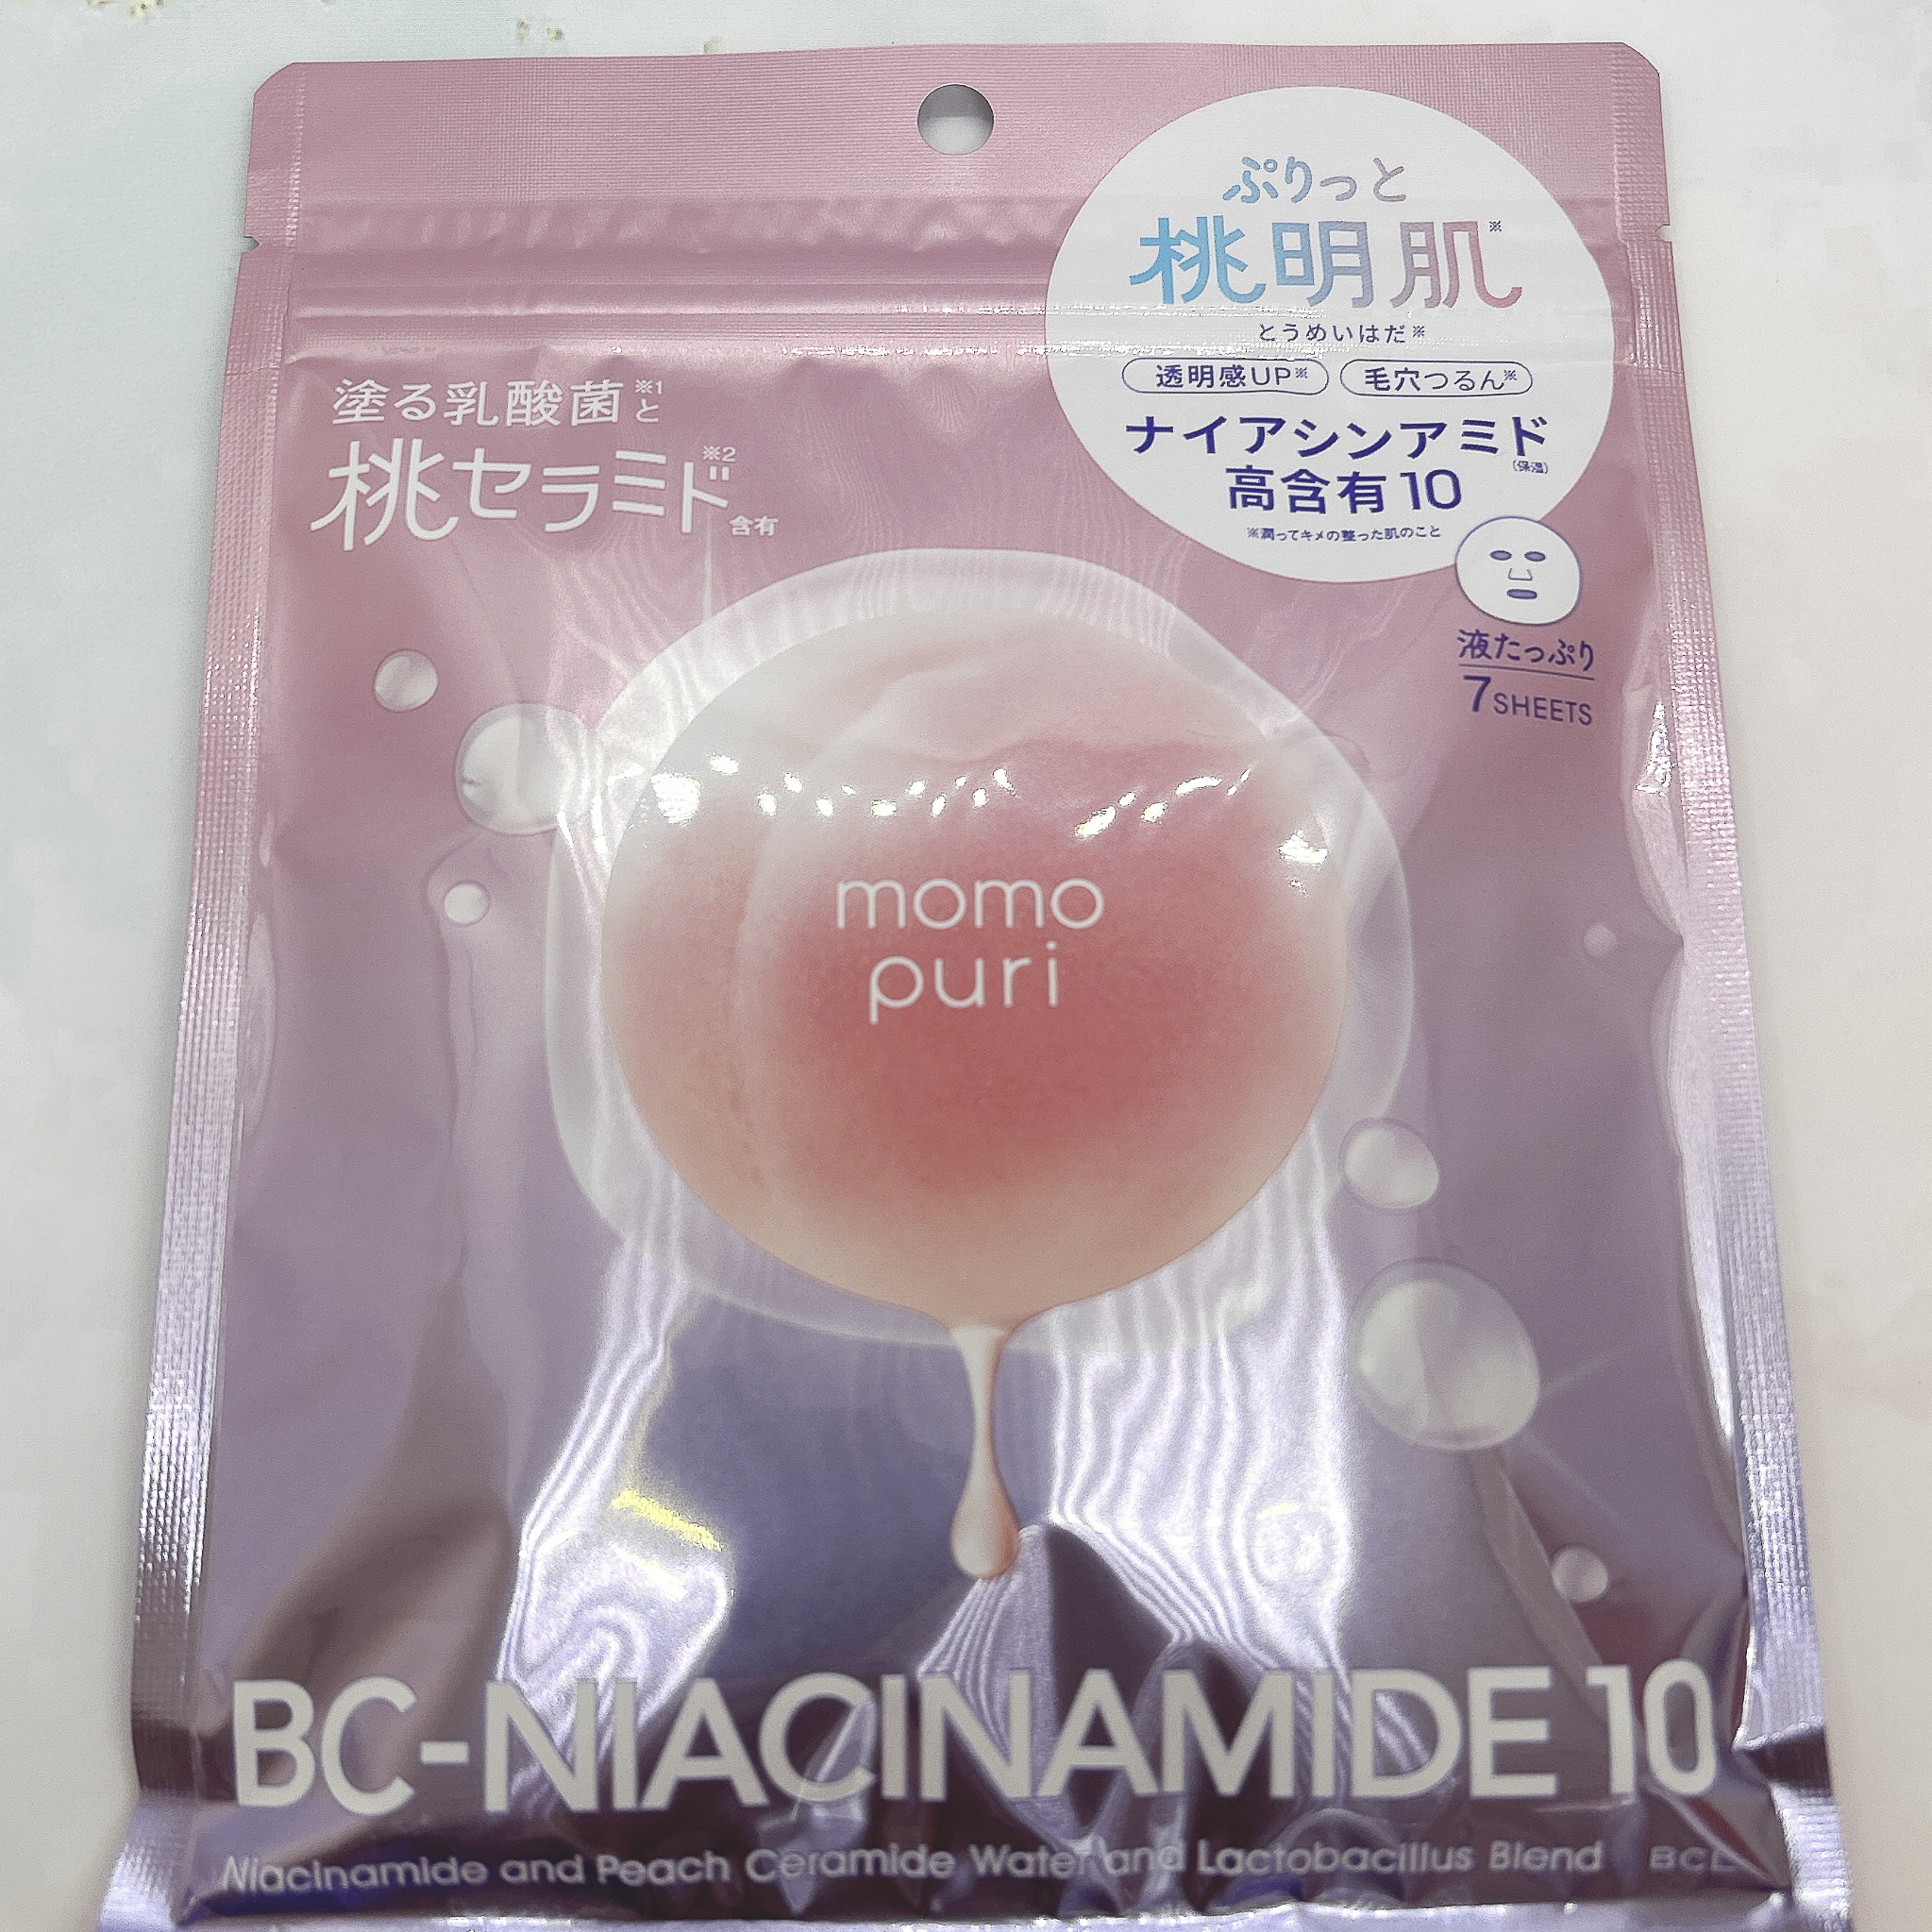 ぷりっと
桃明肌※
とうめいはだ※
透明感UP※ 毛穴つるん※
ナイアシンアミド
(保湿)
高含有10
※潤ってキメの整った肌のこと
塗る乳酸菌※1と
桃セラミド※2含有
液たっぷり
7SHEETS
momo
puri
BC-NIACINAMIDE 10
Niacinamide and Peach Ceramide Water and Lactobacillus Blend BCL